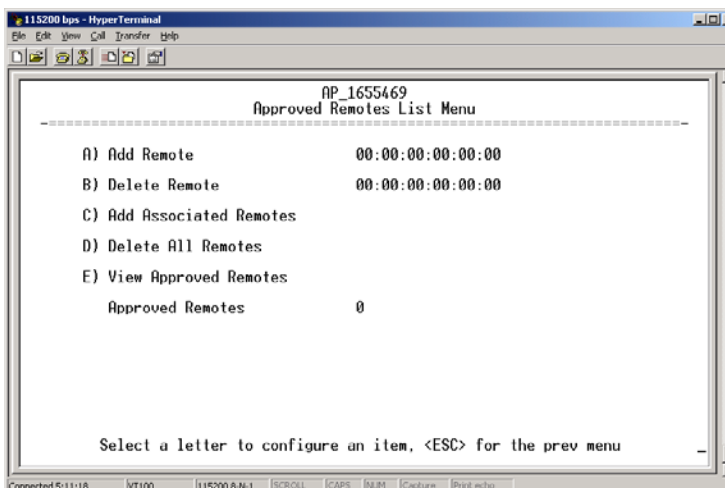 115200 bps - HyperTerminal
File Edit View Call Transfer Help
AP_1655469
Approved Remotes List Menu
A) Add Remote 00:00:00:00:00:00
B) Delete Remote 00:00:00:00:00:00
C) Add Associated Remotes
D) Delete All Remotes
E) View Approved Remotes
Approved Remotes 0
Select a letter to configure an item, <ESC> for the prev menu
Connected 5:11:18 VT100 115200 8-N-1 SCROLL CAPS NUM Capture Print echo